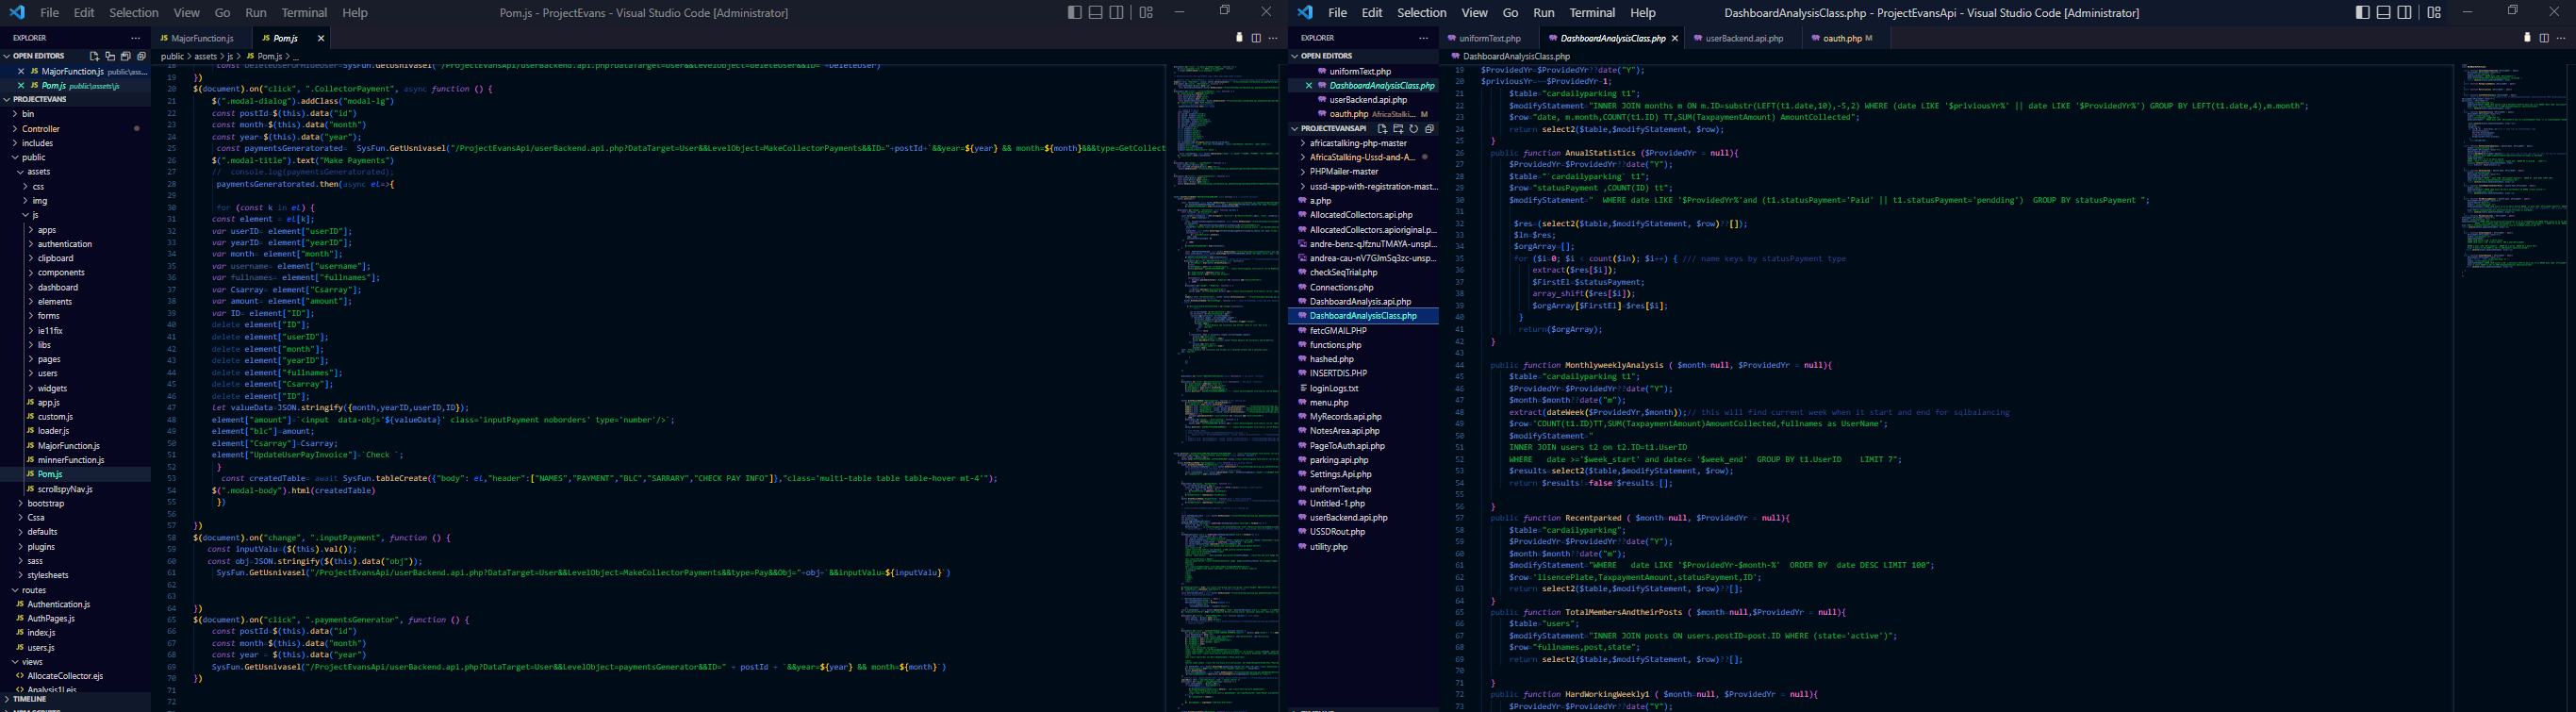 File Edit Selection View Go Run Terminal Help
Pom.js - ProjectEvans - Visual Studio Code [Administrator]
EXPLORER
OPEN EDITORS
MajorFunction.js public\ass...
Pom.js public\assets\js
PROJECTEVANS
bin
Controller
includes
public
assets
css
img
js
apps
authentication
clipboard
components
dashboard
elements
forms
ie11fix
libs
pages
users
widgets
app.js
custom.js
loader.js
MajorFunction.js
minnerFunction.js
Pom.js
scrollspyNav.js
bootstrap
Cssa
defaults
plugins
sass
stylesheets
routes
Authentication.js
AuthPages.js
index.js
users.js
views
AllocateCollector.ejs
Analysis1.ejs
TIMELINE
MajorFunction.js
Pom.js
public > assets > js > Pom.js > ...
19 })
20 $(document).on("click", ".CollectorPayment", async function () {
21 $(".modal-dialog").addClass("modal-lg")
22 const postId=$(this).data("id")
23 const month=$(this).data("month")
24 const year=$(this).data("year");
25 const paymentsGeneratorated= SysFun.GetUsnivasel("/ProjectEvansApi/userBackend.api.php?DataTarget=User&&LevelObject=MakeCollectorPayments&&ID="+postId+`&&year=${year} && month=${month}&&type=GetCollect
26 $(".modal-title").text("Make Payments")
27 // console.log(paymentsGeneratorated);
28 paymentsGeneratorated.then(async el=>{
29
30 for (const k in el) {
31 const element = el[k];
32 var userID= element["userID"];
33 var yearID= element["yearID"];
34 var month= element["month"];
35 var username= element["username"];
36 var fullnames= element["fullnames"];
37 var Csarray= element["Csarray"];
38 var amount= element["amount"];
39 var ID= element["ID"];
40 delete element["ID"];
41 delete element["userID"];
42 delete element["month"];
43 delete element["yearID"];
44 delete element["fullnames"];
45 delete element["Csarray"];
46 delete element["ID"];
47 let valueData=JSON.stringify({month,yearID,userID,ID});
48 element["amount"]=`<input data-obj='${valueData}' class='inputPayment noborders' type='number'/>`;
49 element["blc"]=amount;
50 element["Csarray"]=Csarray;
51 element["UpdateUserPayInvoice"]=`Check `;
52 }
53 const createdTable= await SysFun.tableCreate({"body": el,"header":["NAMES","PAYMENT","BLC","SARRARY","CHECK PAY INFO"]},"class='multi-table table table-hover mt-4'");
54 $(".modal-body").html(createdTable)
55 })
56
57 })
58 $(document).on("change", ".inputPayment", function () {
59 const inputValu=($(this).val());
60 const obj=JSON.stringify($(this).data("obj"));
61 SysFun.GetUnivasel("/ProjectEvansApi/userBackend.api.php?DataTarget=User&&LevelObject=MakeCollectorPayments&&type=Pay&&Obj="+obj+`&&inputValu=${inputValu}`)
62
63
64 })
65 $(document).on("click", ".paymentsGenerator", function () {
66 const postId=$(this).data("id")
67 const month=$(this).data("month")
68 const year = $(this).data("year")
69 SysFun.GetUnivasel("/ProjectEvansApi/userBackend.api.php?DataTarget=User&&LevelObject=paymentsGenerator&&ID=" + postId + `&&year=${year} && month=${month}`)
70 })
71
72
File Edit Selection View Go Run Terminal Help
DashboardAnalysisClass.php - ProjectEvansApi - Visual Studio Code [Administrator]
EXPLORER
OPEN EDITORS
uniformText.php
DashboardAnalysisClass.php
userBackend.api.php
oauth.php AfricaStalki... M
PROJECTEVANSAPI
africastalking-php-master
AfricaStalking-Ussd-and-A...
PHPMailer-master
ussd-app-with-registration-mast...
a.php
AllocatedCollectors.api.php
AllocatedCollectors.apioriginal.p...
andre-benz-qJfznuTMAYA-unspl...
andrea-cau-nV7GJmSq3zc-unsp...
checkSeqTrial.php
Connections.php
DashboardAnalysis.api.php
DashboardAnalysisClass.php
fetcGMAIL.PHP
functions.php
hashed.php
INSERTDIS.PHP
loginLogs.txt
menu.php
MyRecords.api.php
NotesArea.api.php
PageToAuth.api.php
parking.api.php
Settings.Api.php
uniformText.php
Untitled-1.php
userBackend.api.php
USSDRout.php
utility.php
uniformText.php
DashboardAnalysisClass.php
userBackend.api.php
oauth.php M
DashboardAnalysisClass.php
19 $ProvidedYr=$ProvidedYr??date("Y");
20 $priviousYr=$ProvidedYr-1;
21 $table="cardailyparking t1";
22 $modifyStatement="INNER JOIN months m ON m.ID=substr(LEFT(t1.date,10),-5,2) WHERE (date LIKE '$priviousYr%' || date LIKE '$ProvidedYr%') GROUP BY LEFT(t1.date,4),m.month";
23 $row="date, m.month,COUNT(t1.ID) TT,SUM(TaxpaymentAmount) AmountCollected";
24 return select2($table,$modifyStatement, $row);
25 }
26 public function AnualStatistics ($ProvidedYr = null){
27 $ProvidedYr=$ProvidedYr??date("Y");
28 $table="`cardailyparking` t1";
29 $row="statusPayment ,COUNT(ID) tt";
30 $modifyStatement=" WHERE date LIKE '$ProvidedYr%'and (t1.statusPayment='Paid' || t1.statusPayment='pendding') GROUP BY statusPayment ";
31
32 $res=(select2($table,$modifyStatement, $row)??[]);
33 $ln=$res;
34 $orgArray=[];
35 for ($i=0; $i < count($ln); $i++) { /// name keys by statusPayment type
36 extract($res[$i]);
37 $FirstEl=$statusPayment;
38 array_shift($res[$i]);
39 $orgArray[$FirstEl]=$res[$i];
40 }
41 return($orgArray);
42 }
43
44 public function MonthlyweeklyAnalysis ( $month=null, $ProvidedYr = null){
45 $table="cardailyparking t1";
46 $ProvidedYr=$ProvidedYr??date("Y");
47 $month=$month??date("m");
48 extract(dateWeek($ProvidedYr,$month));// this will find current week when it start and end for sqlbalancing
49 $row='COUNT(t1.ID)TT,SUM(TaxpaymentAmount)AmountCollected,fullnames as UserName';
50 $modifyStatement="
51 INNER JOIN users t2 on t2.ID=t1.UserID
52 WHERE date >='$week_start' and date<= '$week_end' GROUP BY t1.UserID LIMIT 7";
53 $results=select2($table,$modifyStatement, $row);
54 return $results!=false?$results:[];
55
56 }
57 public function Recentparked ( $month=null, $ProvidedYr = null){
58 $table="cardailyparking";
59 $ProvidedYr=$ProvidedYr??date("Y");
60 $month=$month??date("m");
61 $modifyStatement="WHERE date LIKE '$ProvidedYr-$month-%' ORDER BY date DESC LIMIT 100";
62 $row='lisencePlate,TaxpaymentAmount,statusPayment,ID';
63 return select2($table,$modifyStatement, $row)??[];
64 }
65 public function TotalMembersAndtheirPosts ( $month=null,$ProvidedYr = null){
66 $table="users";
67 $modifyStatement="INNER JOIN posts ON users.postID=post.ID WHERE (state='active')";
68 $row="fullnames,post,state";
69 return select2($table,$modifyStatement, $row)??[];
70
71 }
72 public function HardWorkingWeekly1 ( $month=null, $ProvidedYr = null){
73 $ProvidedYr=$ProvidedYr??date("Y");